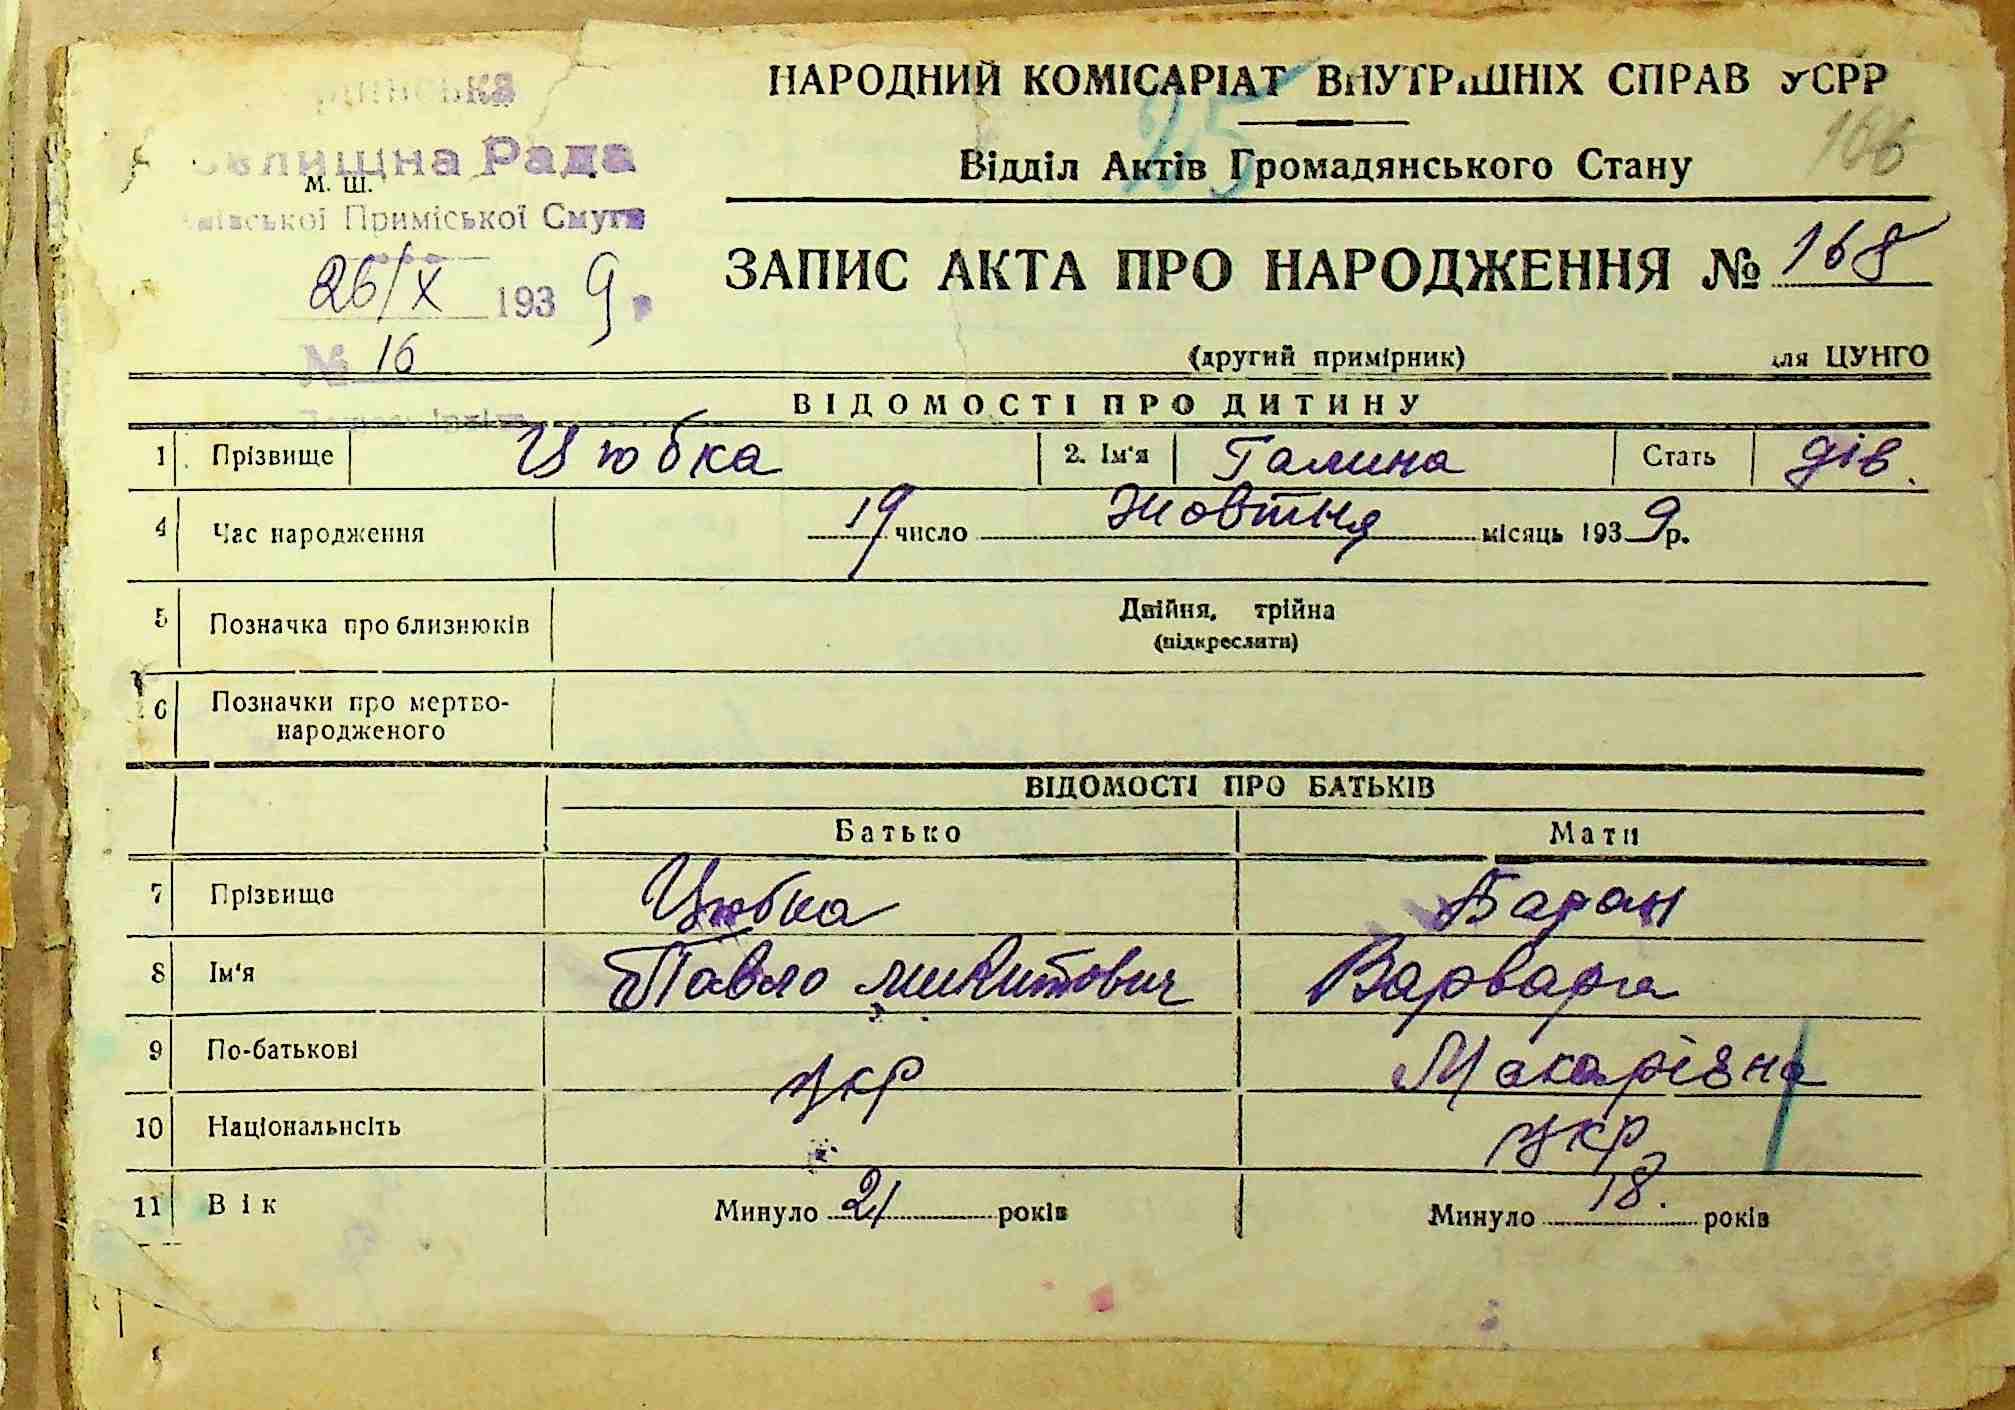 НАРОДНИЙ КОМІСАРІАТ ВНУТРІШНІХ СПРАВ УСРР
25
166
Відділ Актів Громадянського Стану
Селищна Рада
М. Ш.
Київської Приміської Смуги
26/X 1939 р
№ 16
ЗАПИС АКТА ПРО НАРОДЖЕННЯ № 168
(другий примірник) для ЦУНГО
ВІДОМОСТІ ПРО ДИТИНУ
1 Прізвище Цюбка 2. Ім'я Галина Стать дів.
4 Час народження 19 число Жовтня місяць 1939 р.
5 Позначка про близнюків Двійня, трійна
(підкреслити)
6 Позначки про мертво-
народженого
ВІДОМОСТІ ПРО БАТЬКІВ
Батько Мати
7 Прізвище Цюбка Баран
8 Ім'я Павло микитович Варвара
9 По-батькові укр Макарівна
10 Національність укр
11 Вік Минуло 21 років Минуло 18. років